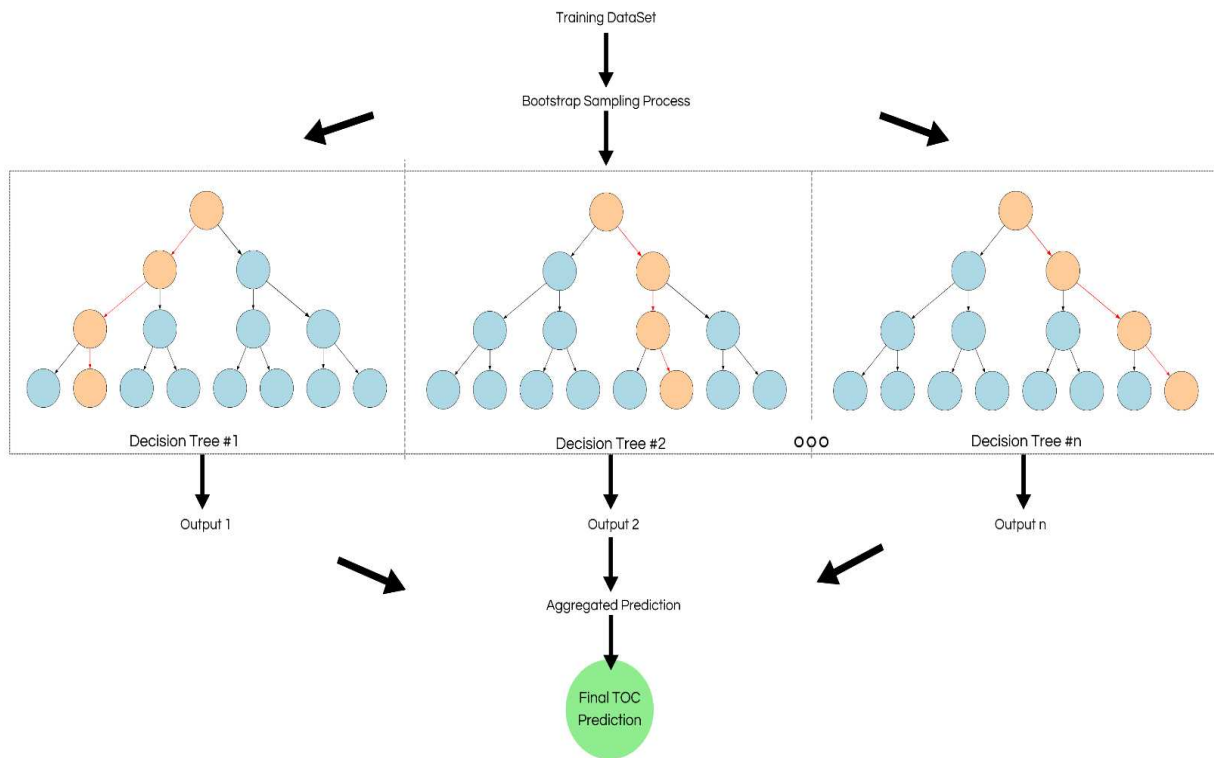 Training DataSet
Bootstrap Sampling Process
Decision Tree #1
Decision Tree #2
ooo
Decision Tree #n
Output 1
Output 2
Output n
Aggregated Prediction
Final TOC
Prediction